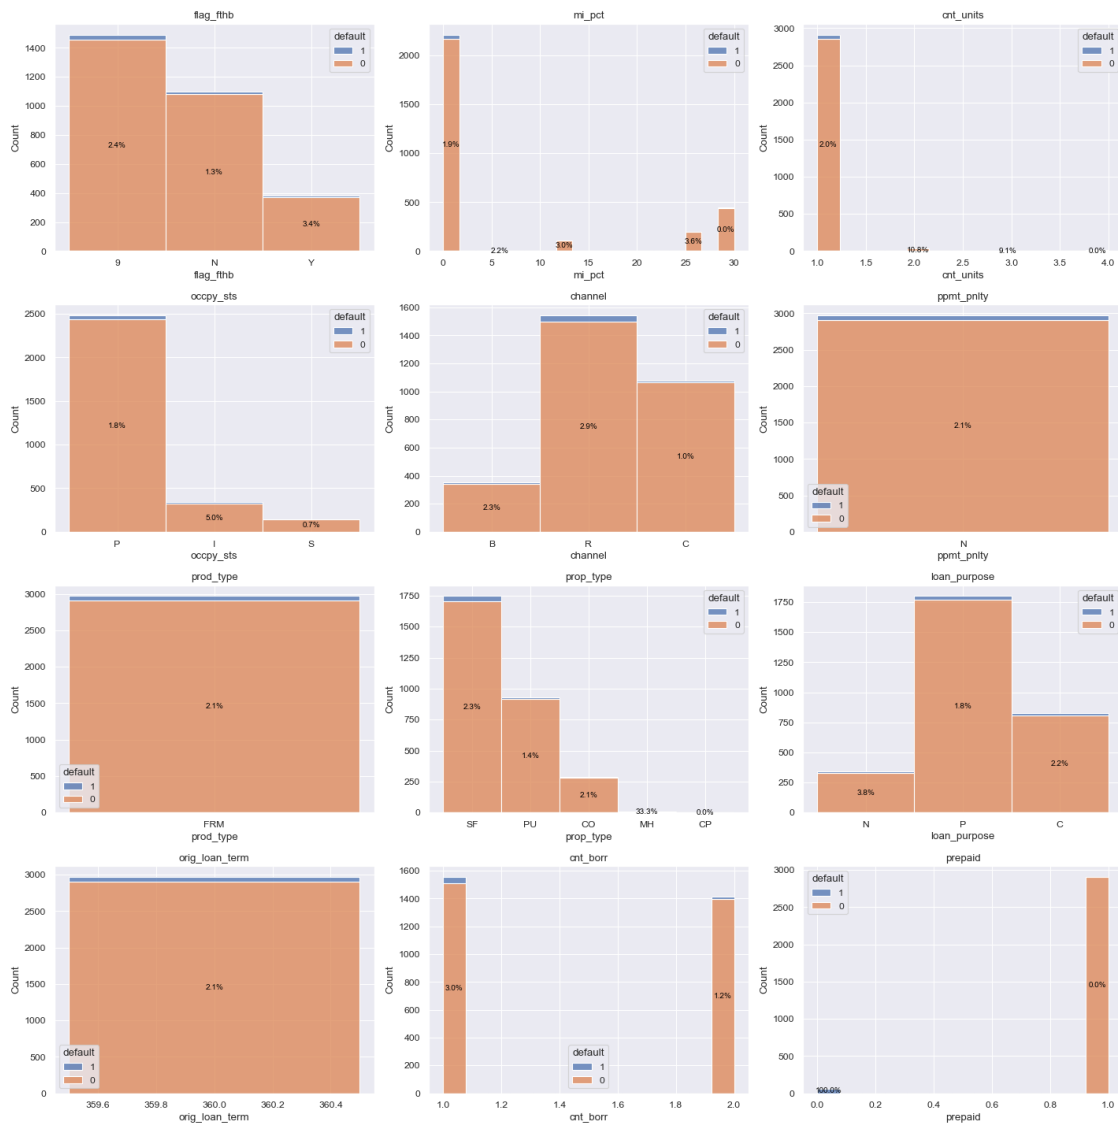 flag_fthb
default
1
0
1400
1200
1000
800
600
400
200
0
Count
2.4%
1.3%
3.4%
9 N Y
flag_fthb
mi_pct
default
1
0
2000
1500
1000
500
0
Count
1.9%
2.2%
3.0%
3.6%
0.0%
0 5 10 15 20 25 30
mi_pct
cnt_units
default
1
0
3000
2500
2000
1500
1000
500
0
Count
2.0%
10.8%
9.1%
0.0%
1.0 1.5 2.0 2.5 3.0 3.5 4.0
cnt_units
occpy_sts
default
1
0
2500
2000
1500
1000
500
0
Count
1.8%
5.0%
0.7%
P I S
occpy_sts
channel
default
1
0
1600
1400
1200
1000
800
600
400
200
0
Count
2.3%
2.9%
1.0%
B R C
channel
ppmt_pnlty
3000
2500
2000
1500
1000
500
0
Count
2.1%
default
1
0
N
ppmt_pnlty
prod_type
3000
2500
2000
1500
1000
500
0
Count
2.1%
default
1
0
FRM
prod_type
prop_type
default
1
0
1750
1500
1250
1000
750
500
250
0
Count
2.3%
1.4%
2.1%
33.3%
0.0%
SF PU CO MH CP
prop_type
loan_purpose
default
1
0
1750
1500
1250
1000
750
500
250
0
Count
3.8%
1.8%
2.2%
N P C
loan_purpose
orig_loan_term
3000
2500
2000
1500
1000
500
0
Count
2.1%
default
1
0
359.6 359.8 360.0 360.2 360.4
orig_loan_term
cnt_borr
1600
1400
1200
1000
800
600
400
200
0
Count
3.0%
1.2%
default
1
0
1.0 1.2 1.4 1.6 1.8 2.0
cnt_borr
prepaid
default
1
0
3000
2500
2000
1500
1000
500
0
Count
100.0%
0.0%
0.0 0.2 0.4 0.6 0.8 1.0
prepaid